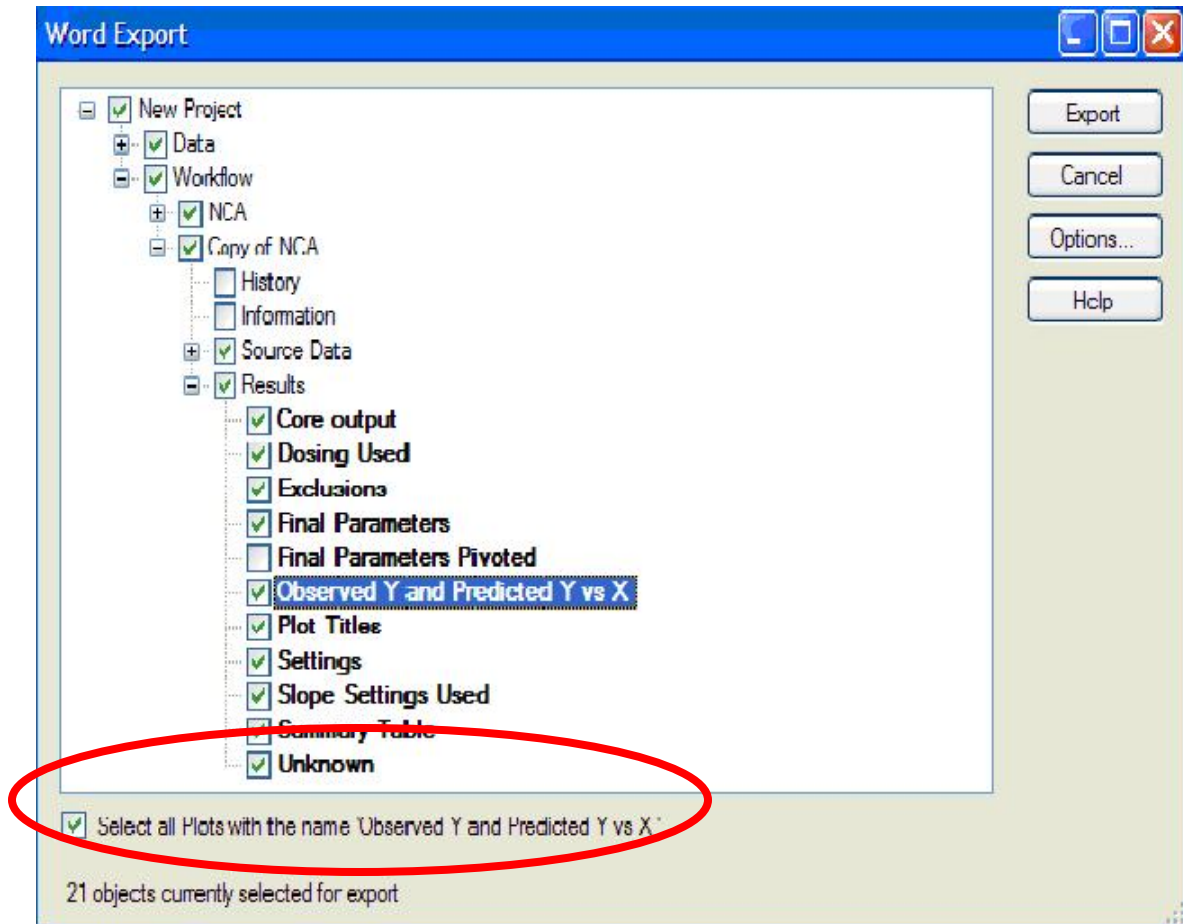 Word Export
New Project
Export
Data
Workflow
Cancel
NCA
Copy of NCA
Options...
History
Information
Help
Source Data
Results
Core output
Dosing Used
Exclusions
Final Parameters
Final Parameters Pivoted
Observed Y and Predicted Y vs X
Plot Titles
Settings
Slope Settings Used
Summary Table
Unknown
Select all Plots with the name 'Observed Y and Predicted Y vs X '
21 objects currently selected for export